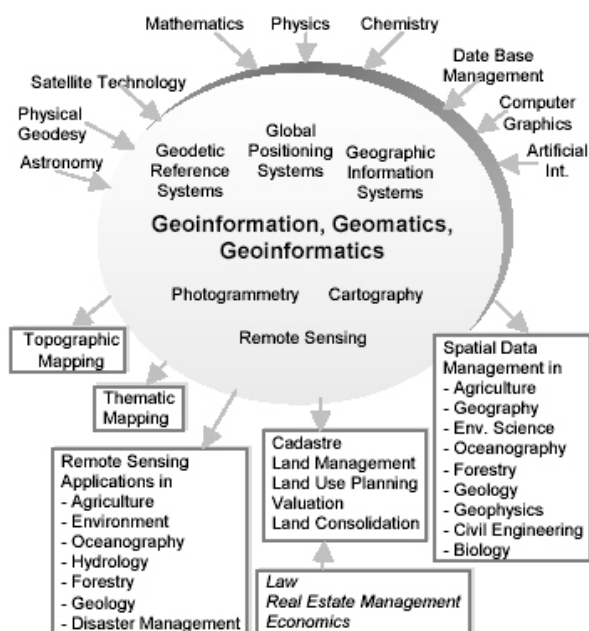 Mathematics
Physics
Chemistry
Date Base
Management
Computer
Graphics
Artificial
Int.
Satellite Technology
Physical
Geodesy
Astronomy
Geodetic
Reference
Systems
Global
Positioning
Systems
Geographic
Information
Systems
Geoinformation, Geomatics,
Geoinformatics
Photogrammetry
Cartography
Remote Sensing
Topographic
Mapping
Thematic
Mapping
Remote Sensing
Applications in
- Agriculture
- Environment
- Oceanography
- Hydrology
- Forestry
- Geology
- Disaster Management
Cadastre
Land Management
Land Use Planning
Valuation
Land Consolidation
Law
Real Estate Management
Economics
Spatial Data
Management in
- Agriculture
- Geography
- Env. Science
- Oceanography
- Forestry
- Geology
- Geophysics
- Civil Engineering
- Biology